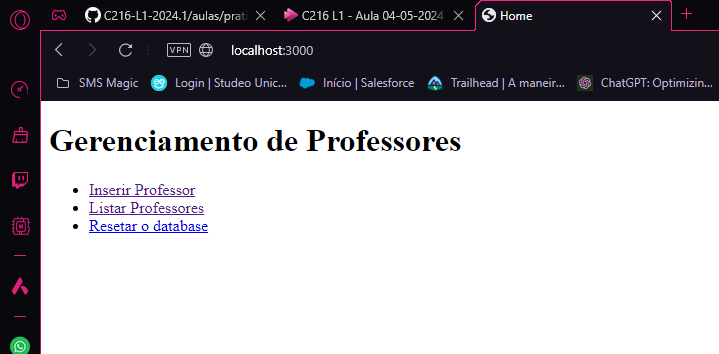 C216-L1-2024.1/aulas/prati
C216 L1 - Aula 04-05-2024
Home
VPN
localhost:3000
SMS Magic
Login | Studeo Unic...
Início | Salesforce
Trailhead | A maneir...
ChatGPT: Optimizin...
Gerenciamento de Professores
Inserir Professor
Listar Professores
Resetar o database